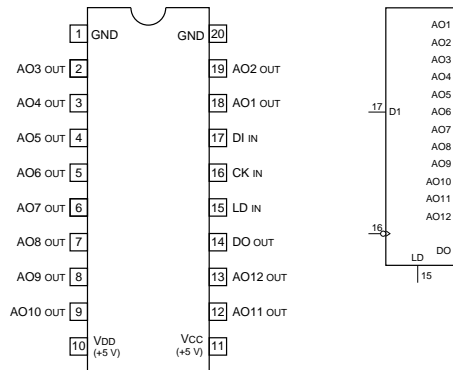 1 GND GND 20
AO3 OUT 2 19 AO2 OUT
AO4 OUT 3 18 AO1 OUT
AO5 OUT 4 17 DI IN
AO6 OUT 5 16 CK IN
AO7 OUT 6 15 LD IN
AO8 OUT 7 14 DO OUT
AO9 OUT 8 13 AO12 OUT
AO10 OUT 9 12 AO11 OUT
10 VDD VCC 11
(+5 V) (+5 V)
AO1
AO2
AO3
AO4
AO5
17 D1 AO6
AO7
AO8
AO9
AO10
AO11
AO12
16
DO
LD
15